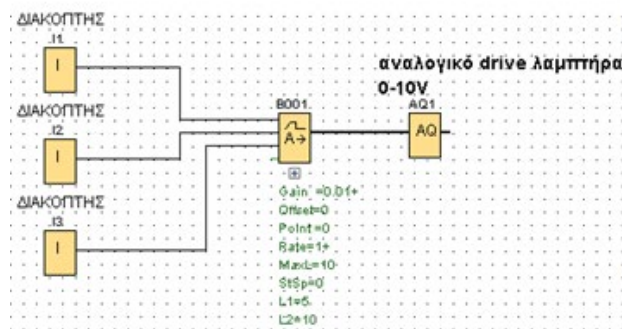 ΔΙΑΚΟΠΤΗΣ
I1
I
ΔΙΑΚΟΠΤΗΣ
I2
I
ΔΙΑΚΟΠΤΗΣ
I3
I
B001
A→
Gain =0.01+
Offset=0
Point =0
Rate=1+
MaxL=10
StSp=0
L1=5
L2=10
αναλογικό drive λαμπτήρα
0-10V
AQ1
AQ